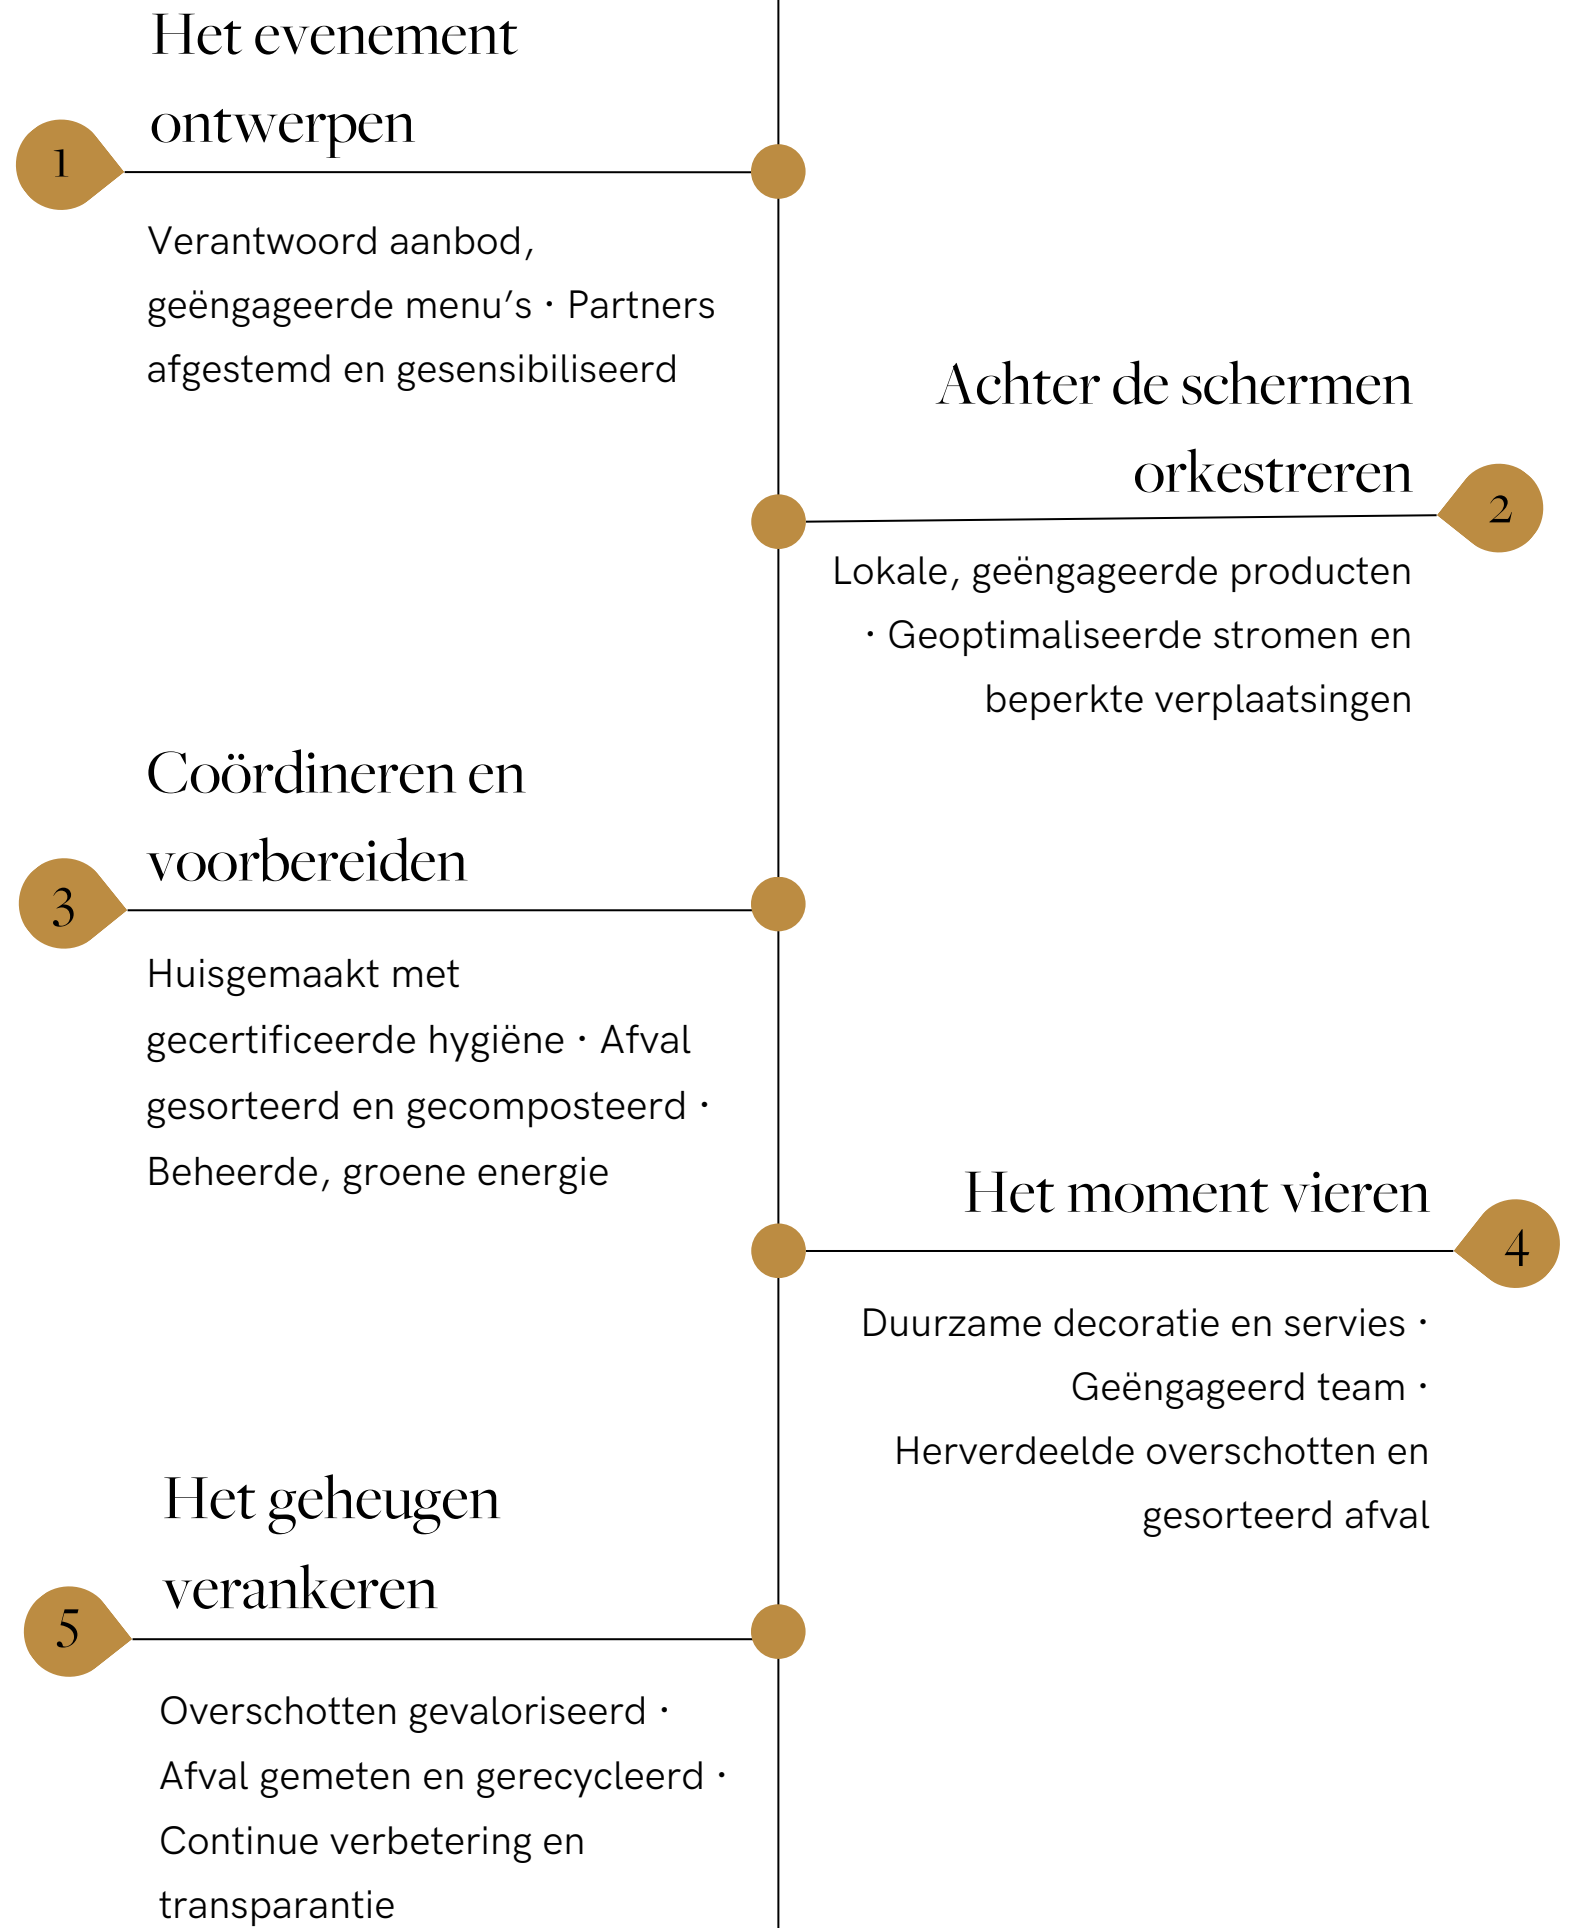 Het evenement
ontwerpen
1
Verantwoord aanbod,
geëngageerde menu’s · Partners
afgestemd en gesensibiliseerd
Achter de schermen
orkestreren
2
Lokale, geëngageerde producten
· Geoptimaliseerde stromen en
beperkte verplaatsingen
Coördineren en
voorbereiden
3
Huisgemaakt met
gecertificeerde hygiëne · Afval
gesorteerd en gecomposteerd ·
Beheerde, groene energie
Het moment vieren
4
Duurzame decoratie en servies ·
Geëngageerd team ·
Herverdeelde overschotten en
gesorteerd afval
Het geheugen
verankeren
5
Overschotten gevaloriseerd ·
Afval gemeten en gerecycleerd ·
Continue verbetering en
transparantie